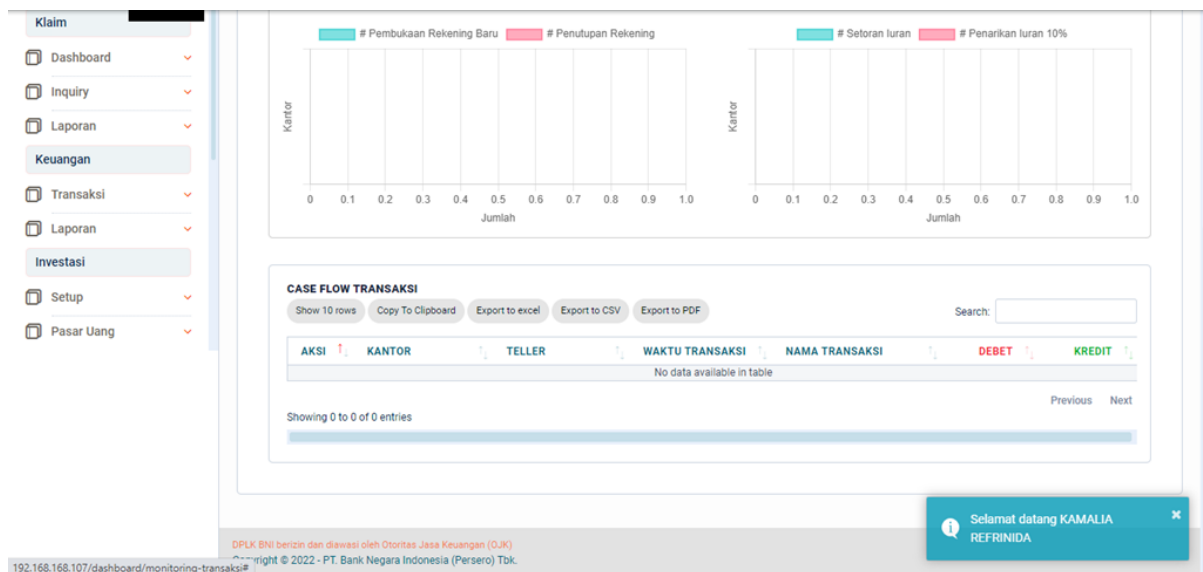 Klaim
Dashboard
Inquiry
Laporan
Keuangan
Transaksi
Laporan
Investasi
Setup
Pasar Uang
# Pembukaan Rekening Baru # Penutupan Rekening
Kantor
0 0.1 0.2 0.3 0.4 0.5 0.6 0.7 0.8 0.9 1.0
Jumlah
# Setoran Iuran # Penarikan Iuran 10%
Kantor
0 0.1 0.2 0.3 0.4 0.5 0.6 0.7 0.8 0.9 1.0
Jumlah
CASE FLOW TRANSAKSI
Show 10 rows Copy To Clipboard Export to excel Export to CSV Export to PDF
Search:
AKSI KANTOR TELLER WAKTU TRANSAKSI NAMA TRANSAKSI DEBET KREDIT
No data available in table
Previous Next
Showing 0 to 0 of 0 entries
Selamat datang KAMALIA
REFRINIDA
DPLK BNI berizin dan diawasi oleh Otoritas Jasa Keuangan (OJK)
Copyright © 2022 - PT. Bank Negara Indonesia (Persero) Tbk.
192.168.168.107/dashboard/monitoring-transaksi#